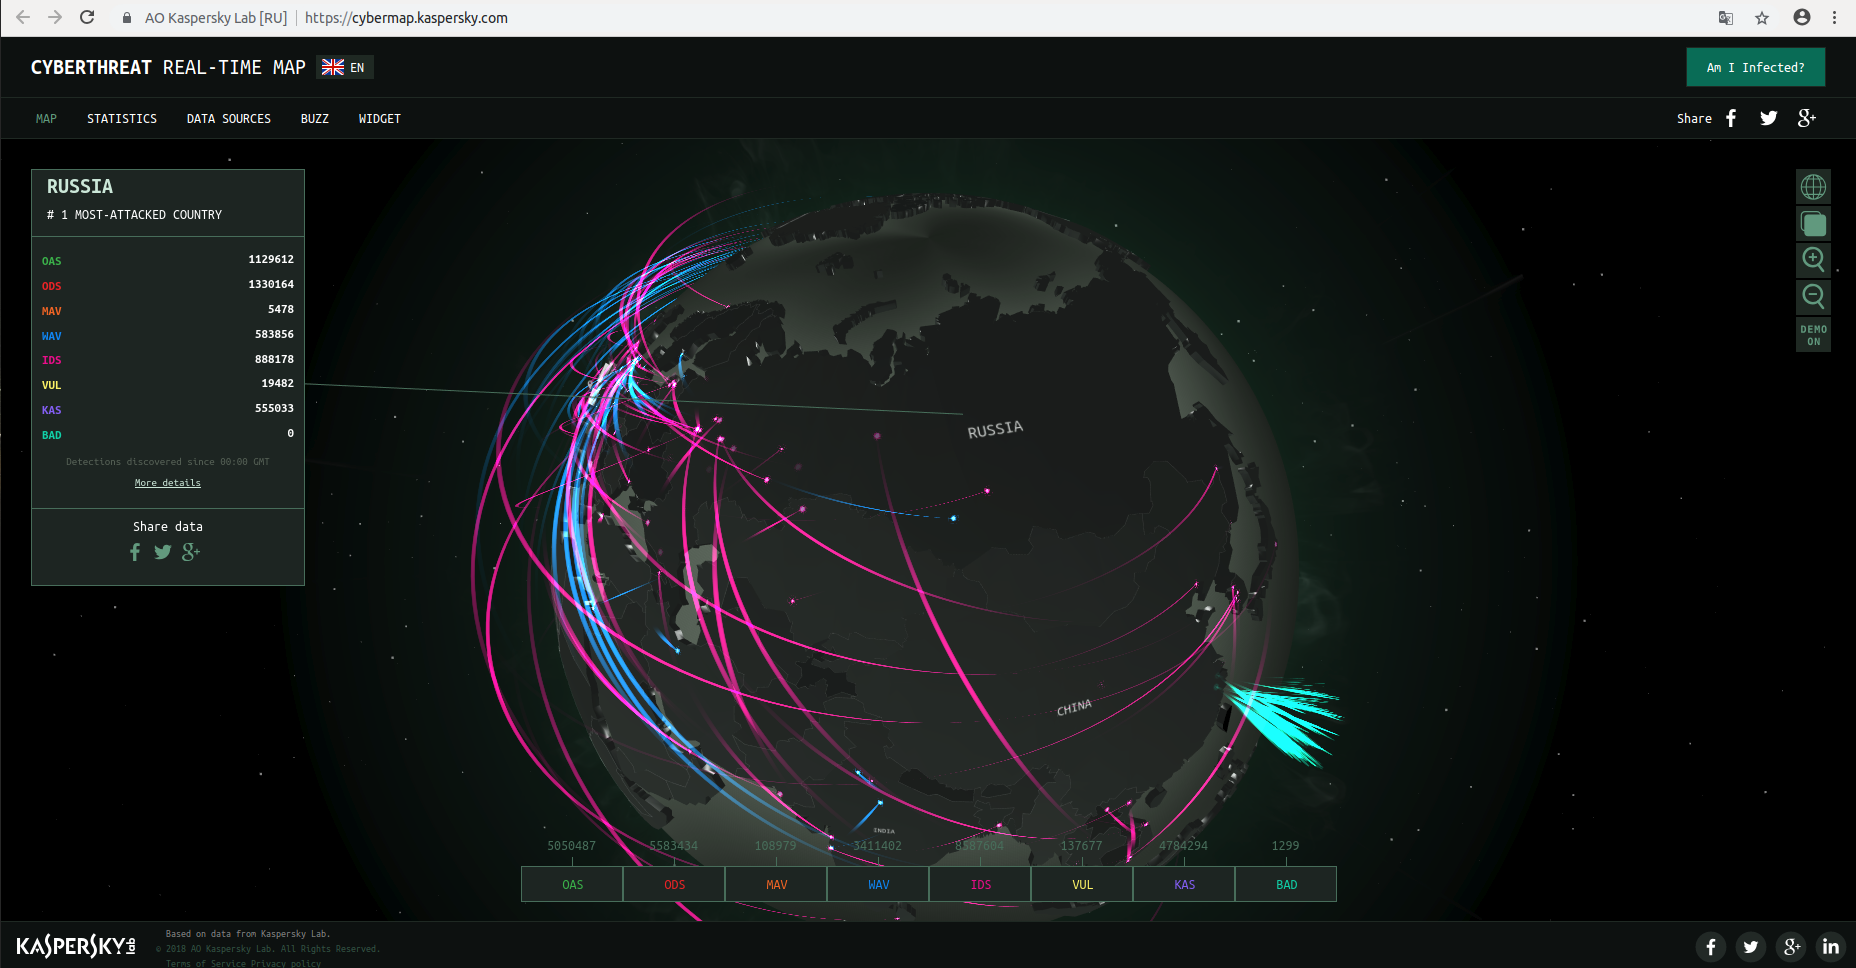 AO Kaspersky Lab [RU] https://cybermap.kaspersky.com
CYBERTHREAT REAL-TIME MAP EN
Am I Infected?
MAP STATISTICS DATA SOURCES BUZZ WIDGET
Share
RUSSIA
# 1 MOST-ATTACKED COUNTRY
OAS 1129612
ODS 1330164
MAV 5478
WAV 583856
IDS 888178
VUL 19482
KAS 555033
BAD 0
Detections discovered since 00:00 GMT
More details
Share data
DEMO
ON
RUSSIA
CHINA
INDIA
5050487 5583434 108979 3411402 8587604 137677 4784294 1299
OAS ODS MAV WAV IDS VUL KAS BAD
KASPERSKY lab
Based on data from Kaspersky Lab.
© 2018 AO Kaspersky Lab. All Rights Reserved.
Terms of Service Privacy policy